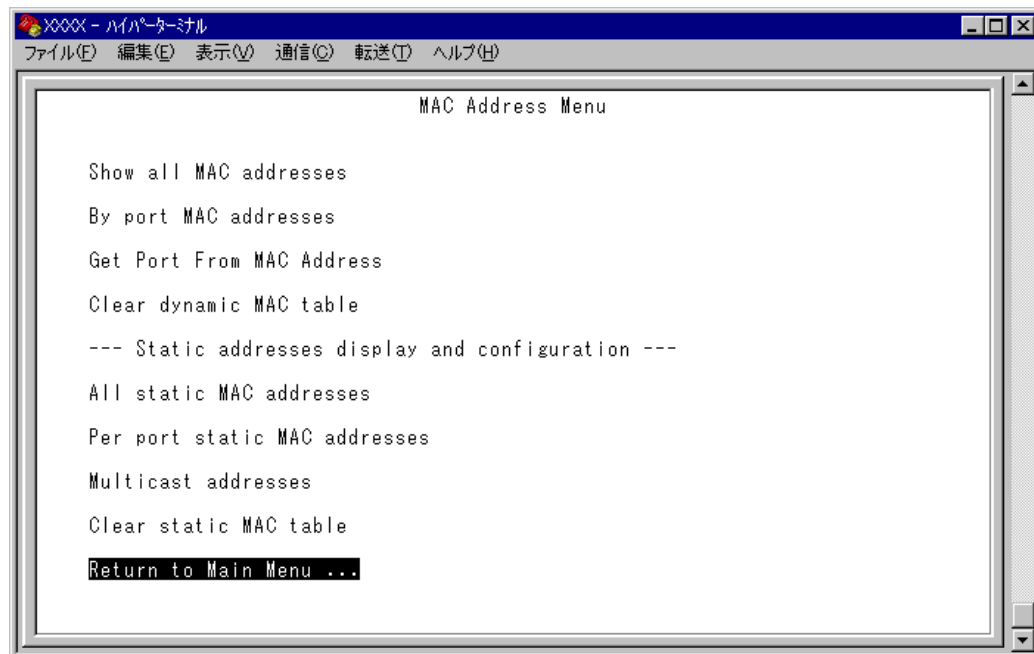 XXXX - ハイパーターミナル
ファイル(F) 編集(E) 表示(V) 通信(C) 転送(T) ヘルプ(H)
MAC Address Menu
Show all MAC addresses
By port MAC addresses
Get Port From MAC Address
Clear dynamic MAC table
--- Static addresses display and configuration ---
All static MAC addresses
Per port static MAC addresses
Multicast addresses
Clear static MAC table
Return to Main Menu ...